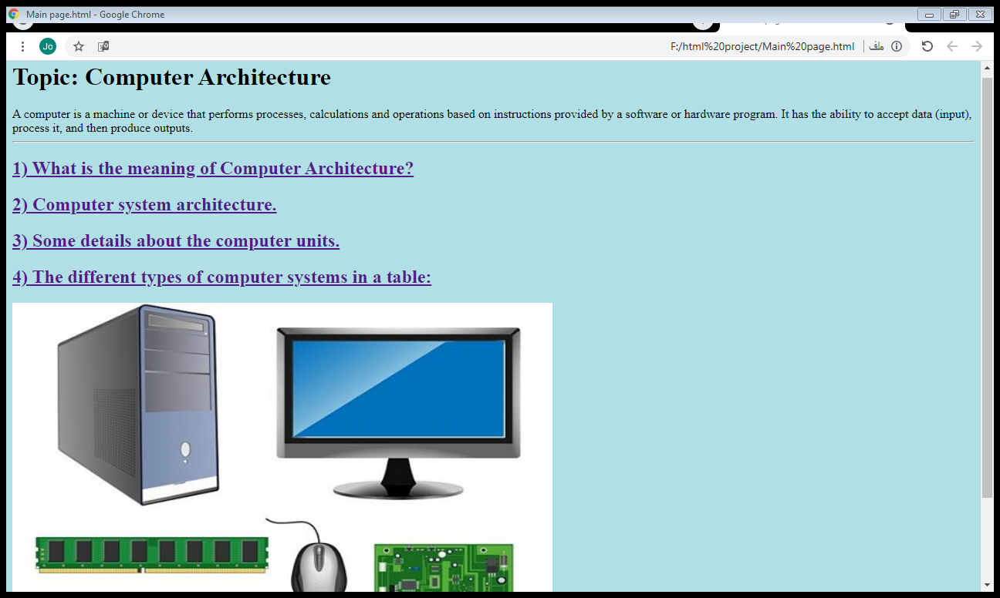 Main page.html - Google Chrome
Jo
F:/html%20project/Main%20page.html
ملف
Topic: Computer Architecture
A computer is a machine or device that performs processes, calculations and operations based on instructions provided by a software or hardware program. It has the ability to accept data (input),
process it, and then produce outputs.
1) What is the meaning of Computer Architecture?
2) Computer system architecture.
3) Some details about the computer units.
4) The different types of computer systems in a table: